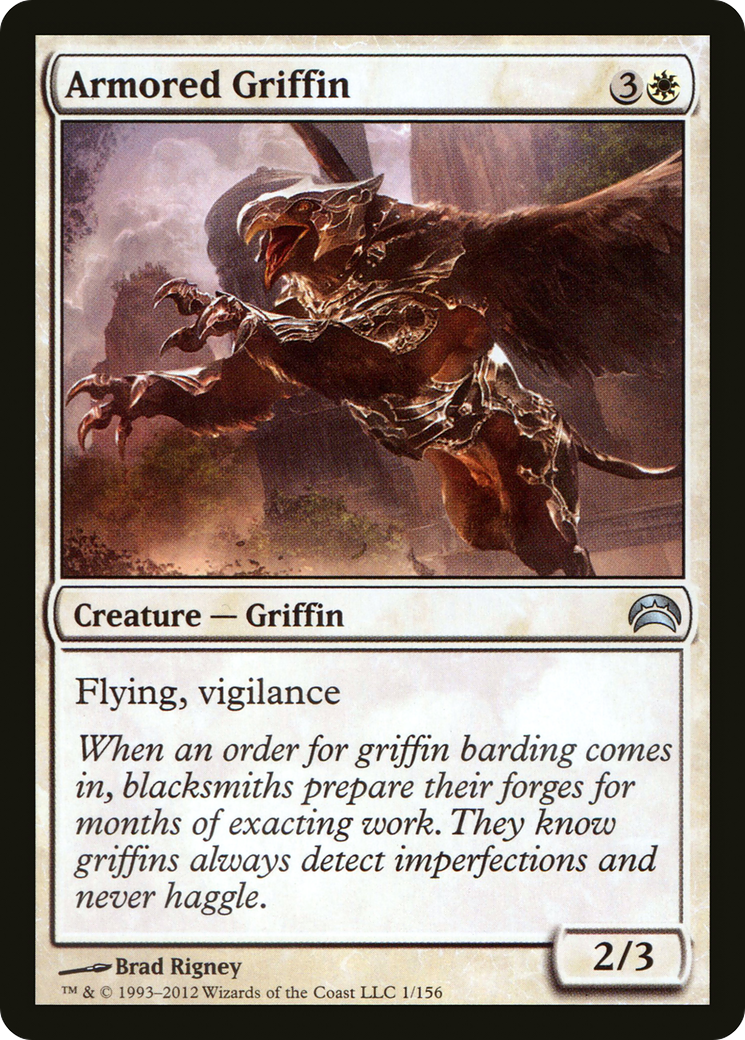 Armored Griffin 3
Creature — Griffin
Flying, vigilance
When an order for griffin barding comes
in, blacksmiths prepare their forges for
months of exacting work. They know
griffins always detect imperfections and
never haggle.
2/3
Brad Rigney
™ & © 1993–2012 Wizards of the Coast LLC 1/156